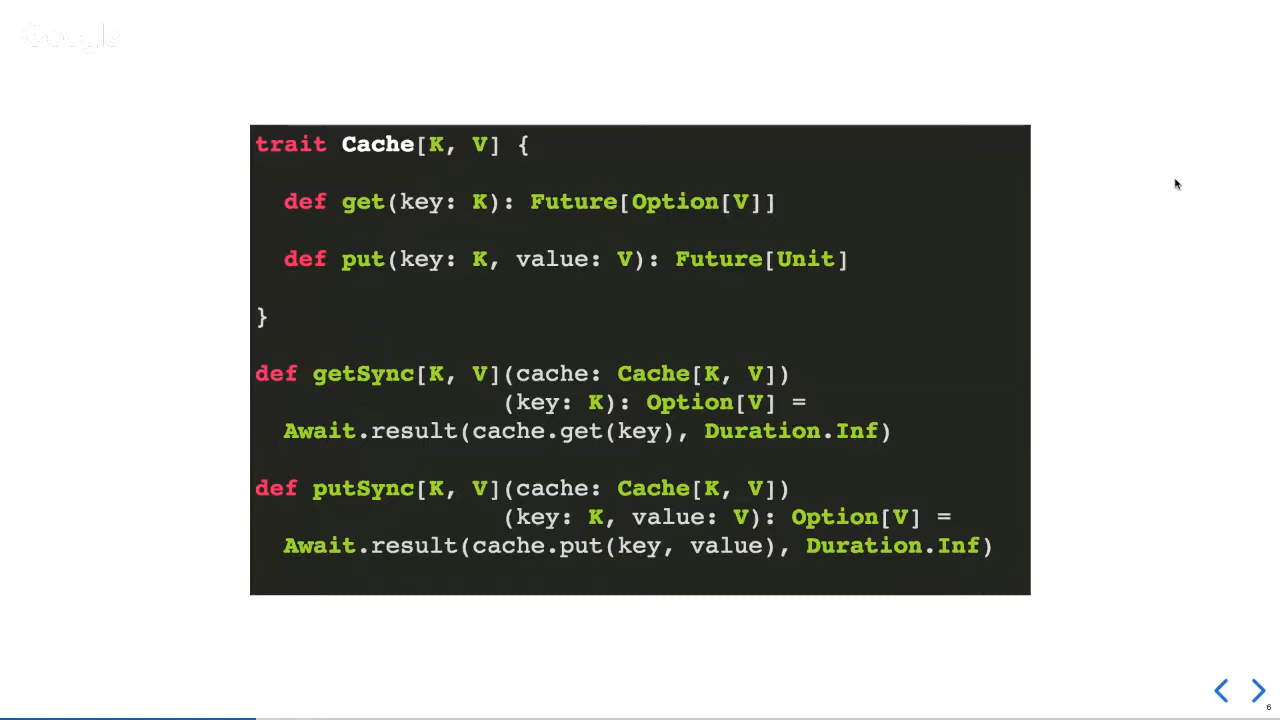 Google
trait Cache[K, V] {
def get(key: K): Future[Option[V]]
def put(key: K, value: V): Future[Unit]
}
def getSync[K, V](cache: Cache[K, V])
(key: K): Option[V] =
Await.result(cache.get(key), Duration.Inf)
def putSync[K, V](cache: Cache[K, V])
(key: K, value: V): Option[V] =
Await.result(cache.put(key, value), Duration.Inf)
6